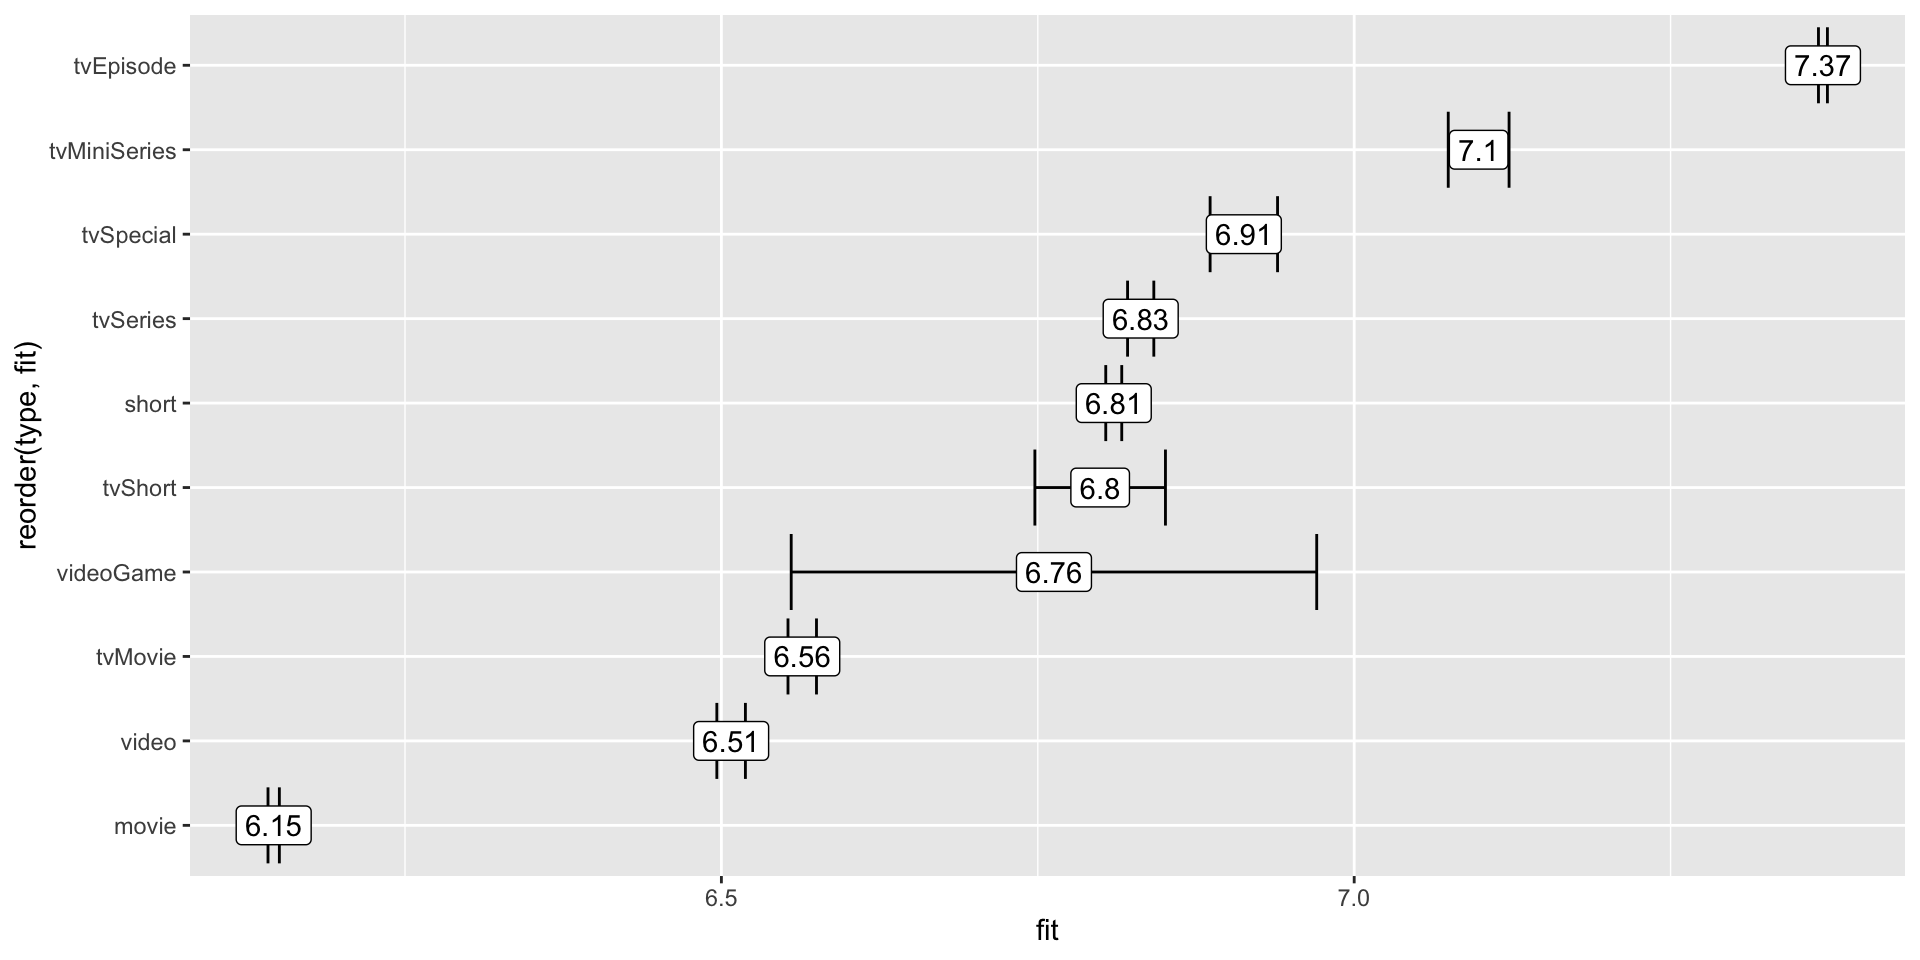 tvEpisode
7.37
tvMiniSeries
7.1
tvSpecial
6.91
tvSeries
6.83
short
6.81
tvShort
6.8
videoGame
6.76
tvMovie
6.56
video
6.51
movie
6.15
reorder(type, fit)
6.5
7.0
fit